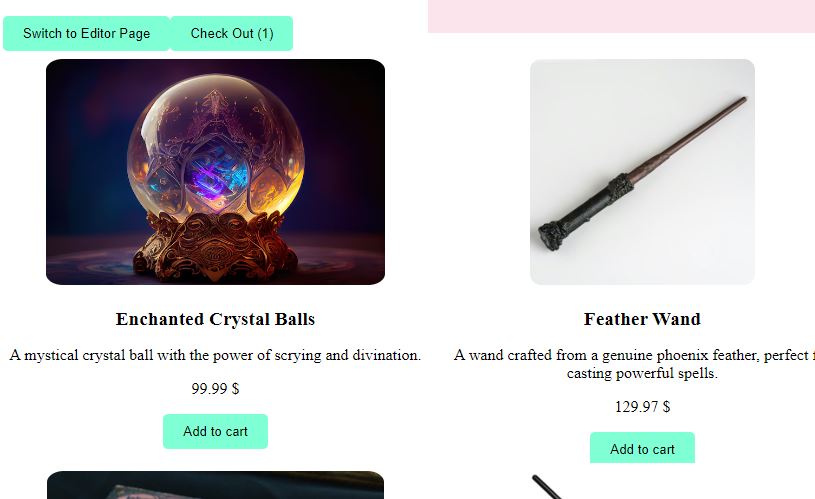 Switch to Editor Page
Check Out (1)
Enchanted Crystal Balls
A mystical crystal ball with the power of scrying and divination.
99.99 $
Add to cart
Feather Wand
A wand crafted from a genuine phoenix feather, perfect
casting powerful spells.
129.97 $
Add to cart